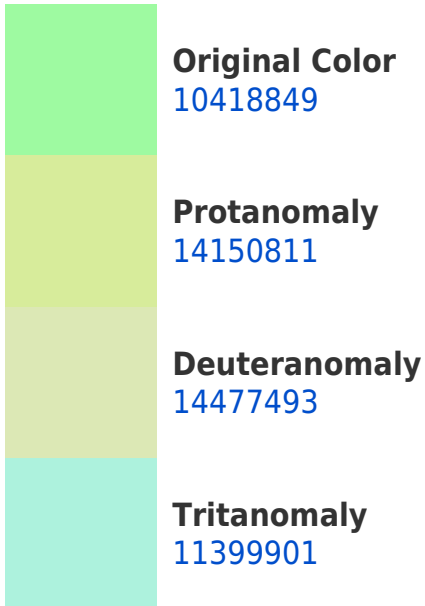 Original Color
10418849
Protanomaly
14150811
Deuteranomaly
14477493
Tritanomaly
11399901